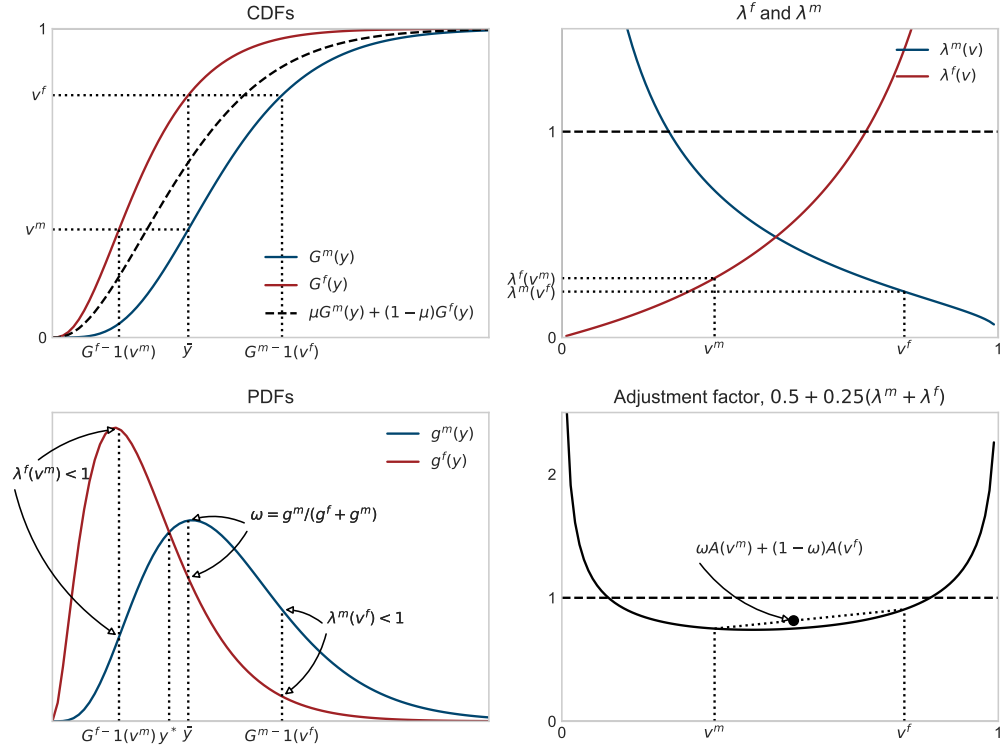 CDFs
1
v^f
v^m
0
G^m(y)
G^f(y)
μG^m(y) + (1 − μ)G^f(y)
G^{f−}1(v^m) ȳ G^{m−}1(v^f)
λ^f and λ^m
λ^m(v)
λ^f(v)
1
λ^f(v^m)
λ^m(v^f)
0
0 v^m v^f 1
PDFs
g^m(y)
g^f(y)
λ^f(v^m) < 1
ω = g^m/(g^f + g^m)
λ^m(v^f) < 1
G^{f−}1(v^m) y^* ȳ G^{m−}1(v^f)
Adjustment factor, 0.5 + 0.25(λ^m + λ^f)
2
ωA(v^m) + (1 − ω)A(v^f)
1
0
0 v^m v^f 1